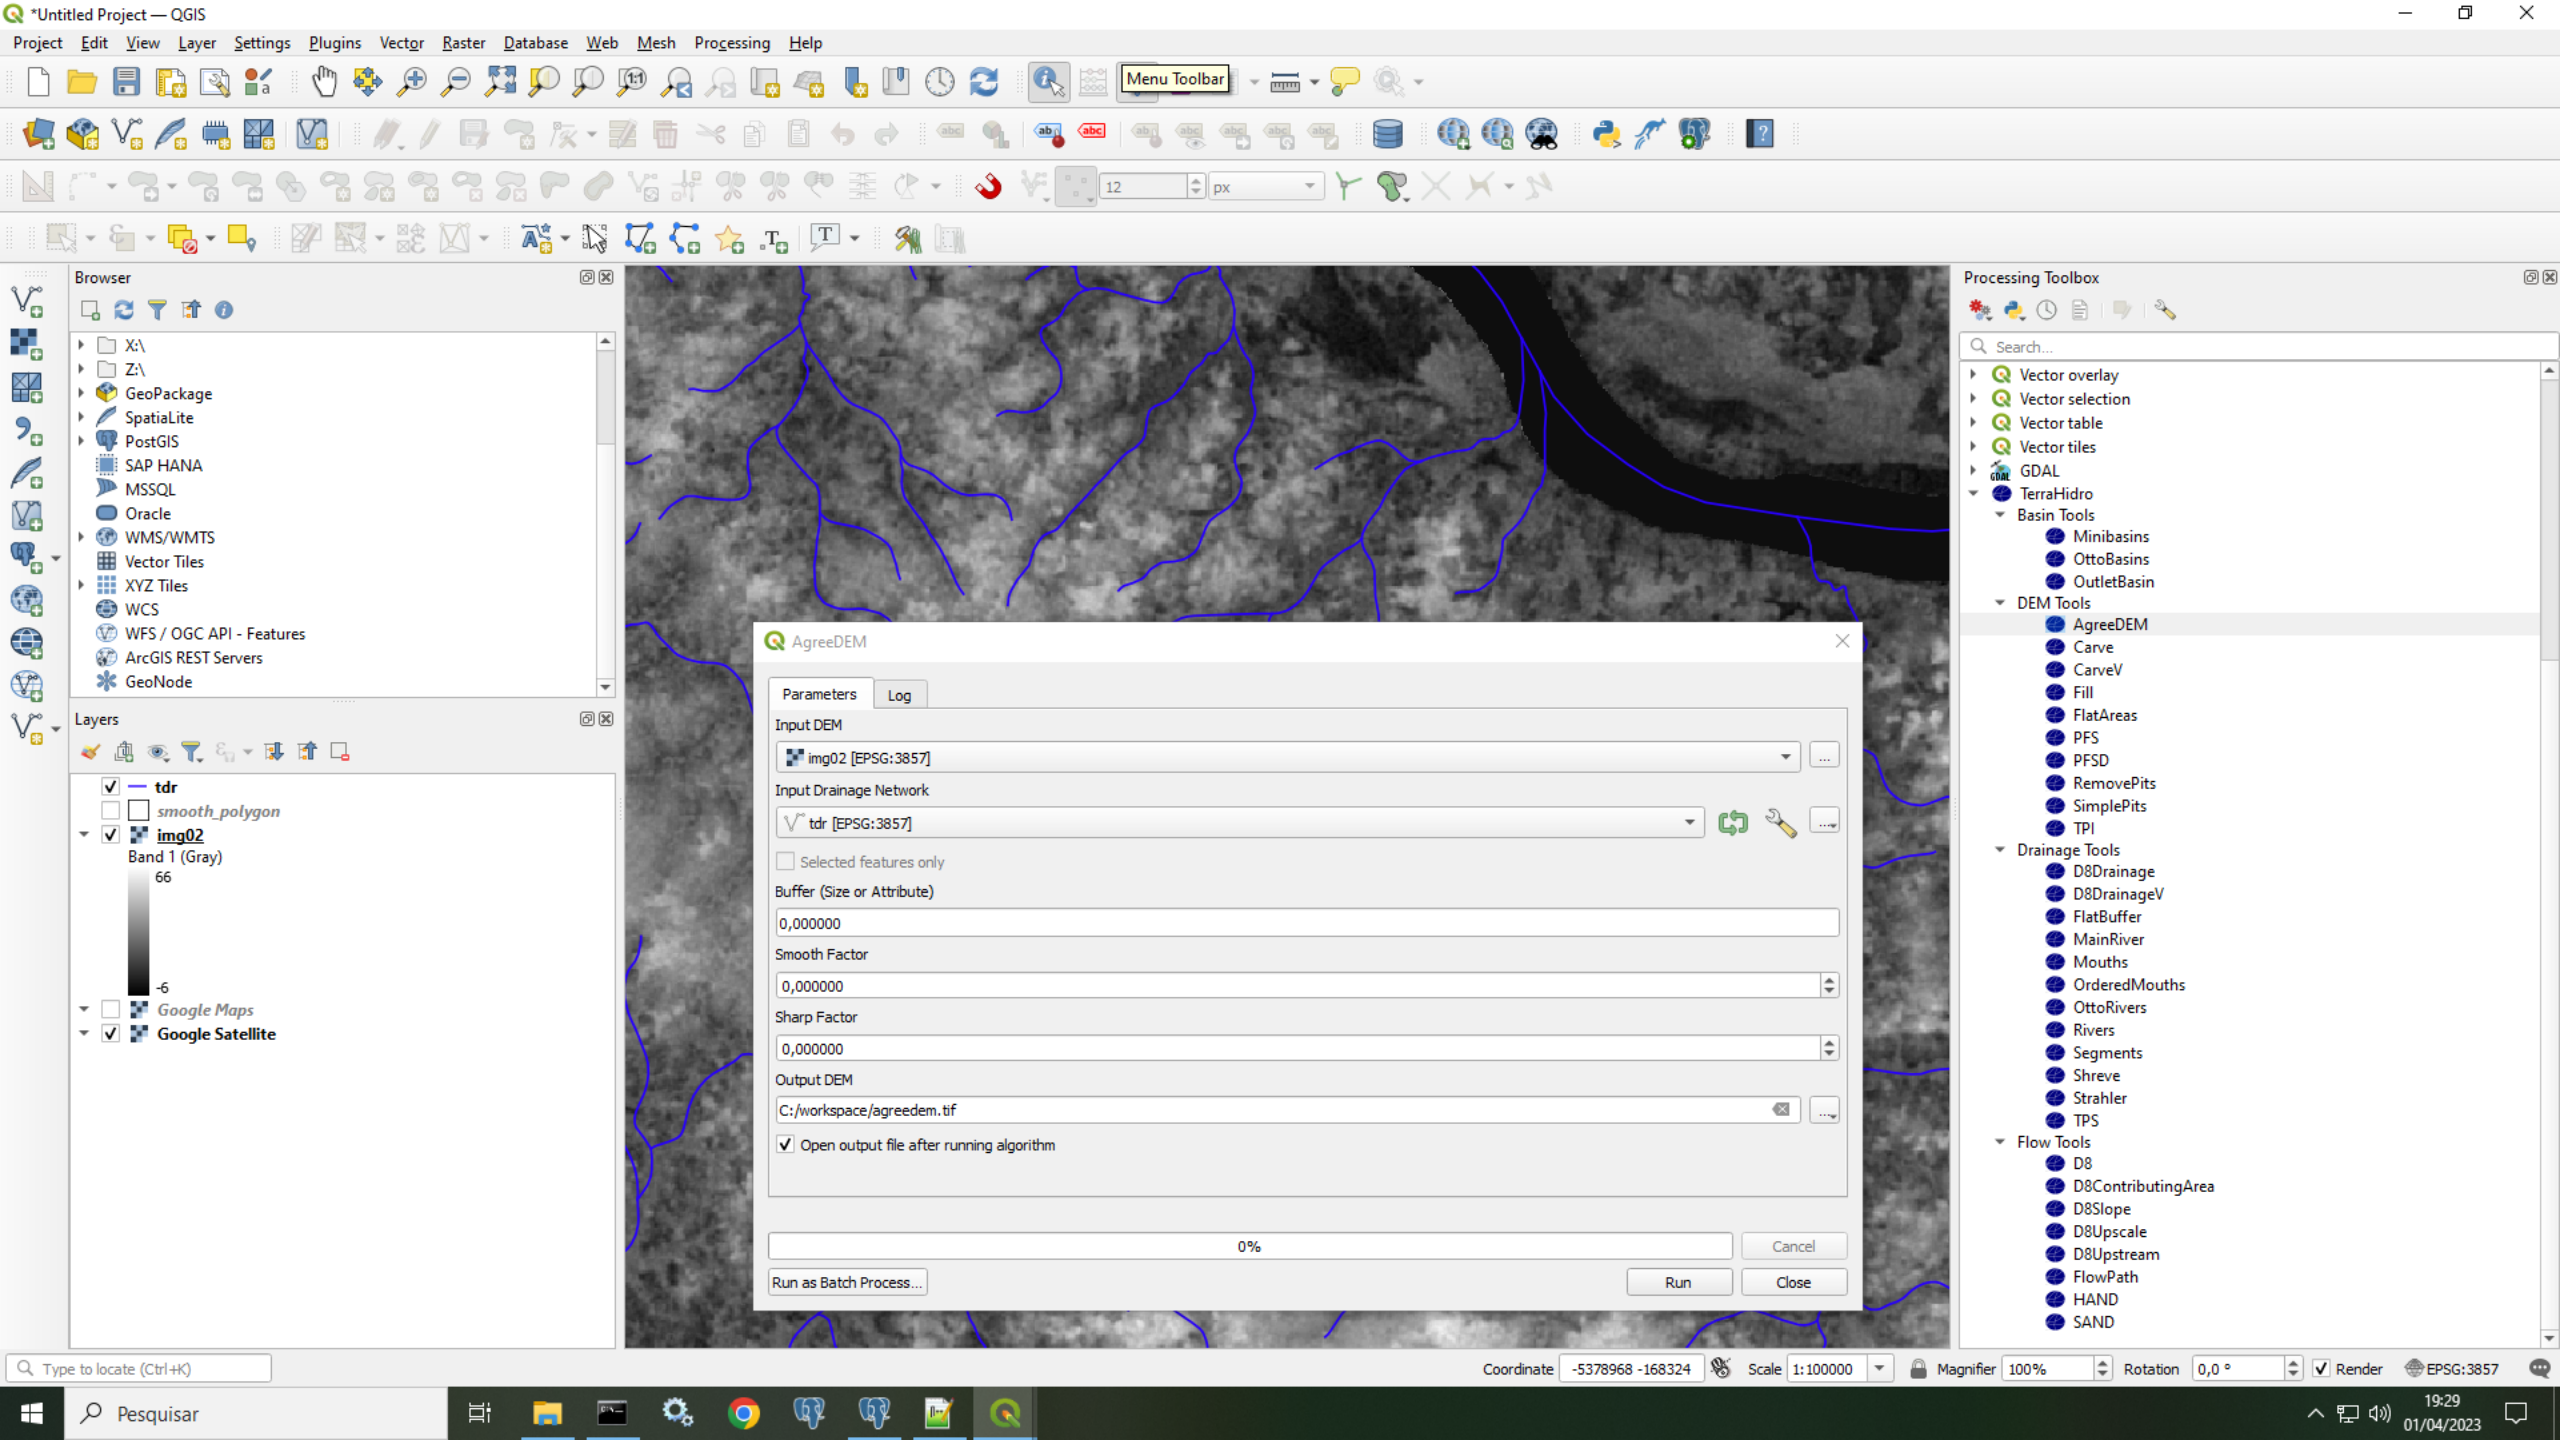 *Untitled Project — QGIS
Project Edit View Layer Settings Plugins Vector Raster Database Web Mesh Processing Help
Menu Toolbar
12 px
Browser
X:\
Z:\
GeoPackage
SpatiaLite
PostGIS
SAP HANA
MSSQL
Oracle
WMS/WMTS
Vector Tiles
XYZ Tiles
WCS
WFS / OGC API - Features
ArcGIS REST Servers
GeoNode
Layers
tdr
smooth_polygon
img02
Band 1 (Gray)
66
-6
Google Maps
Google Satellite
AgreeDEM
Parameters Log
Input DEM
img02 [EPSG:3857]
...
Input Drainage Network
tdr [EPSG:3857]
...
Selected features only
Buffer (Size or Attribute)
0,000000
Smooth Factor
0,000000
Sharp Factor
0,000000
Output DEM
C:/workspace/agreedem.tif
...
Open output file after running algorithm
0%
Cancel
Run as Batch Process...
Run
Close
Processing Toolbox
Search...
Vector overlay
Vector selection
Vector table
Vector tiles
GDAL
TerraHidro
Basin Tools
Minibasins
OttoBasins
OutletBasin
DEM Tools
AgreeDEM
Carve
CarveV
Fill
FlatAreas
PFS
PFSD
RemovePits
SimplePits
TPI
Drainage Tools
D8Drainage
D8DrainageV
FlatBuffer
MainRiver
Mouths
OrderedMouths
OttoRivers
Rivers
Segments
Shreve
Strahler
TPS
Flow Tools
D8
D8ContributingArea
D8Slope
D8Upscale
D8Upstream
FlowPath
HAND
SAND
Type to locate (Ctrl+K)
Coordinate -5378968 -168324 Scale 1:100000 Magnifier 100% Rotation 0,0 ° Render EPSG:3857
Pesquisar
19:29
01/04/2023